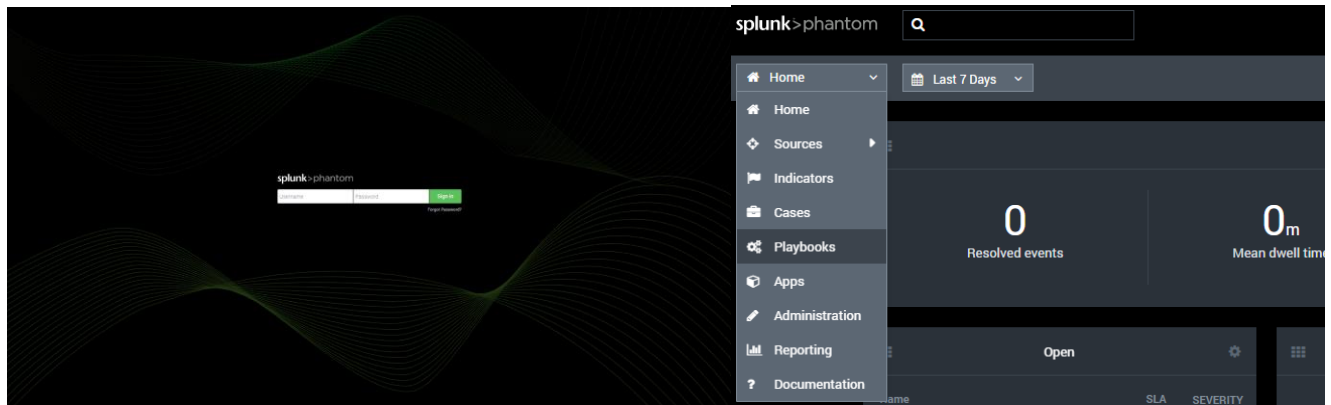 splunk>phantom
Username Password Sign in
Forgot Password?
splunk>phantom
Home Last 7 Days
Home
Sources
Indicators
Cases
Playbooks
Apps
Administration
Reporting
? Documentation
0
Resolved events
0m
Mean dwell time
Open
Name SLA SEVERITY